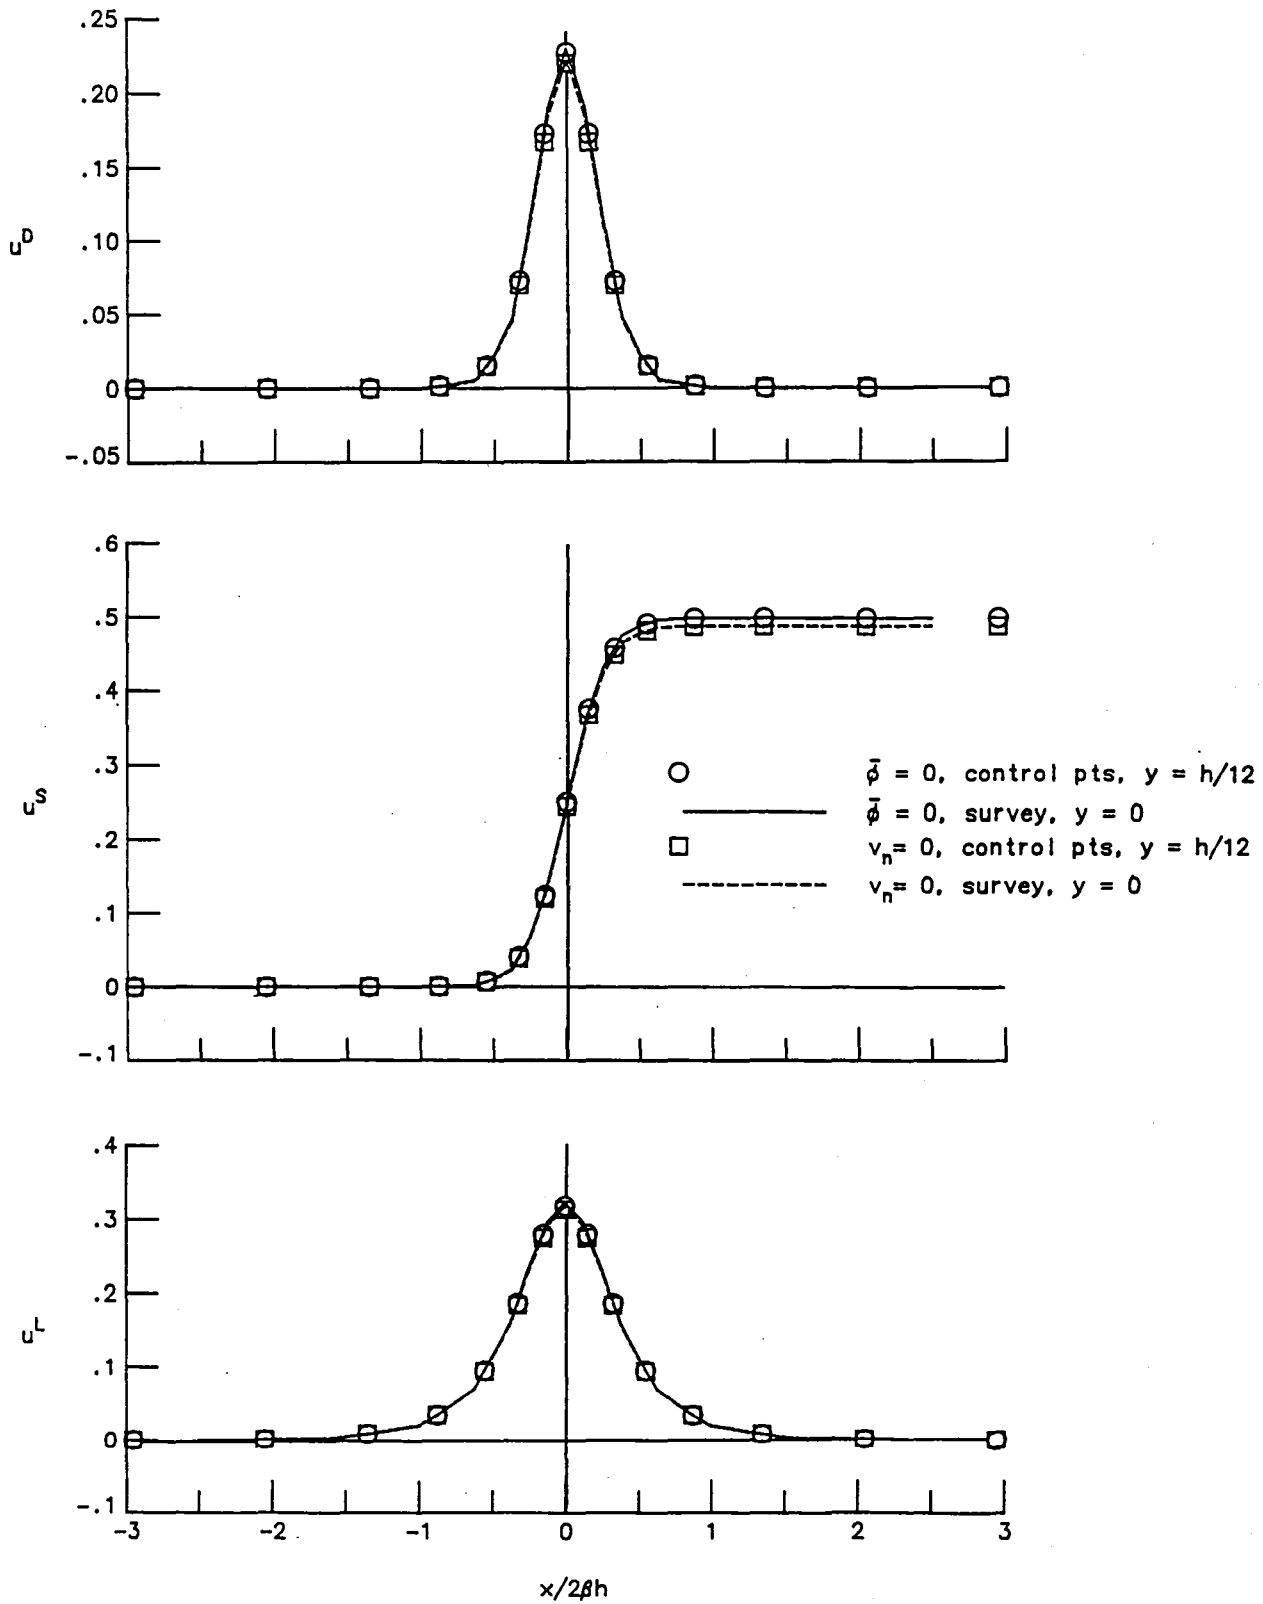 .25
.20
.15
u^D
.10
.05
0
-.05
.6
.5
.4
.3
u^S
.2
.1
0
-.1
○ φ̄ = 0, control pts, y = h/12
φ̄ = 0, survey, y = 0
□ v_n= 0, control pts, y = h/12
v_n= 0, survey, y = 0
.4
.3
.2
u^L
.1
0
-.1
-3 -2 -1 0 1 2 3
x/2βh